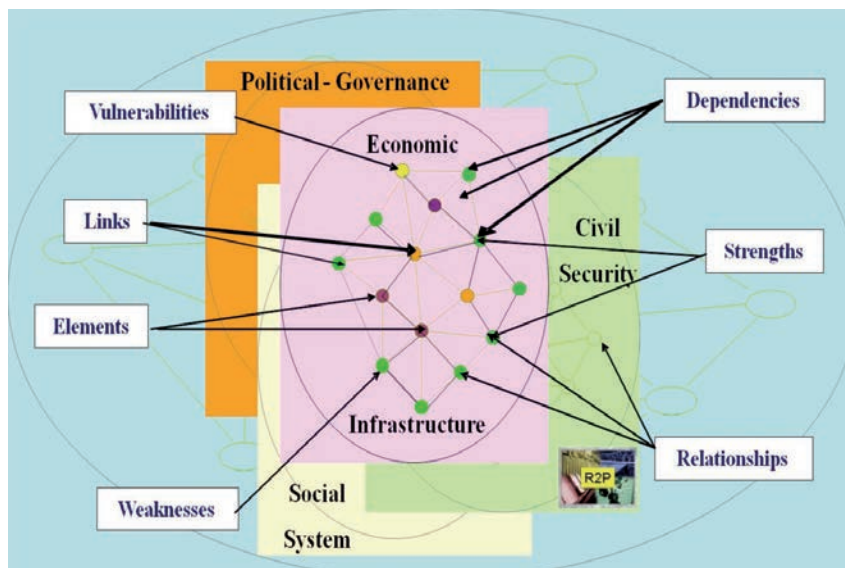 Political - Governance
Vulnerabilities
Dependencies
Economic
Links
Civil
Security
Strengths
Elements
Infrastructure
Relationships
R2P
Weaknesses
Social
System